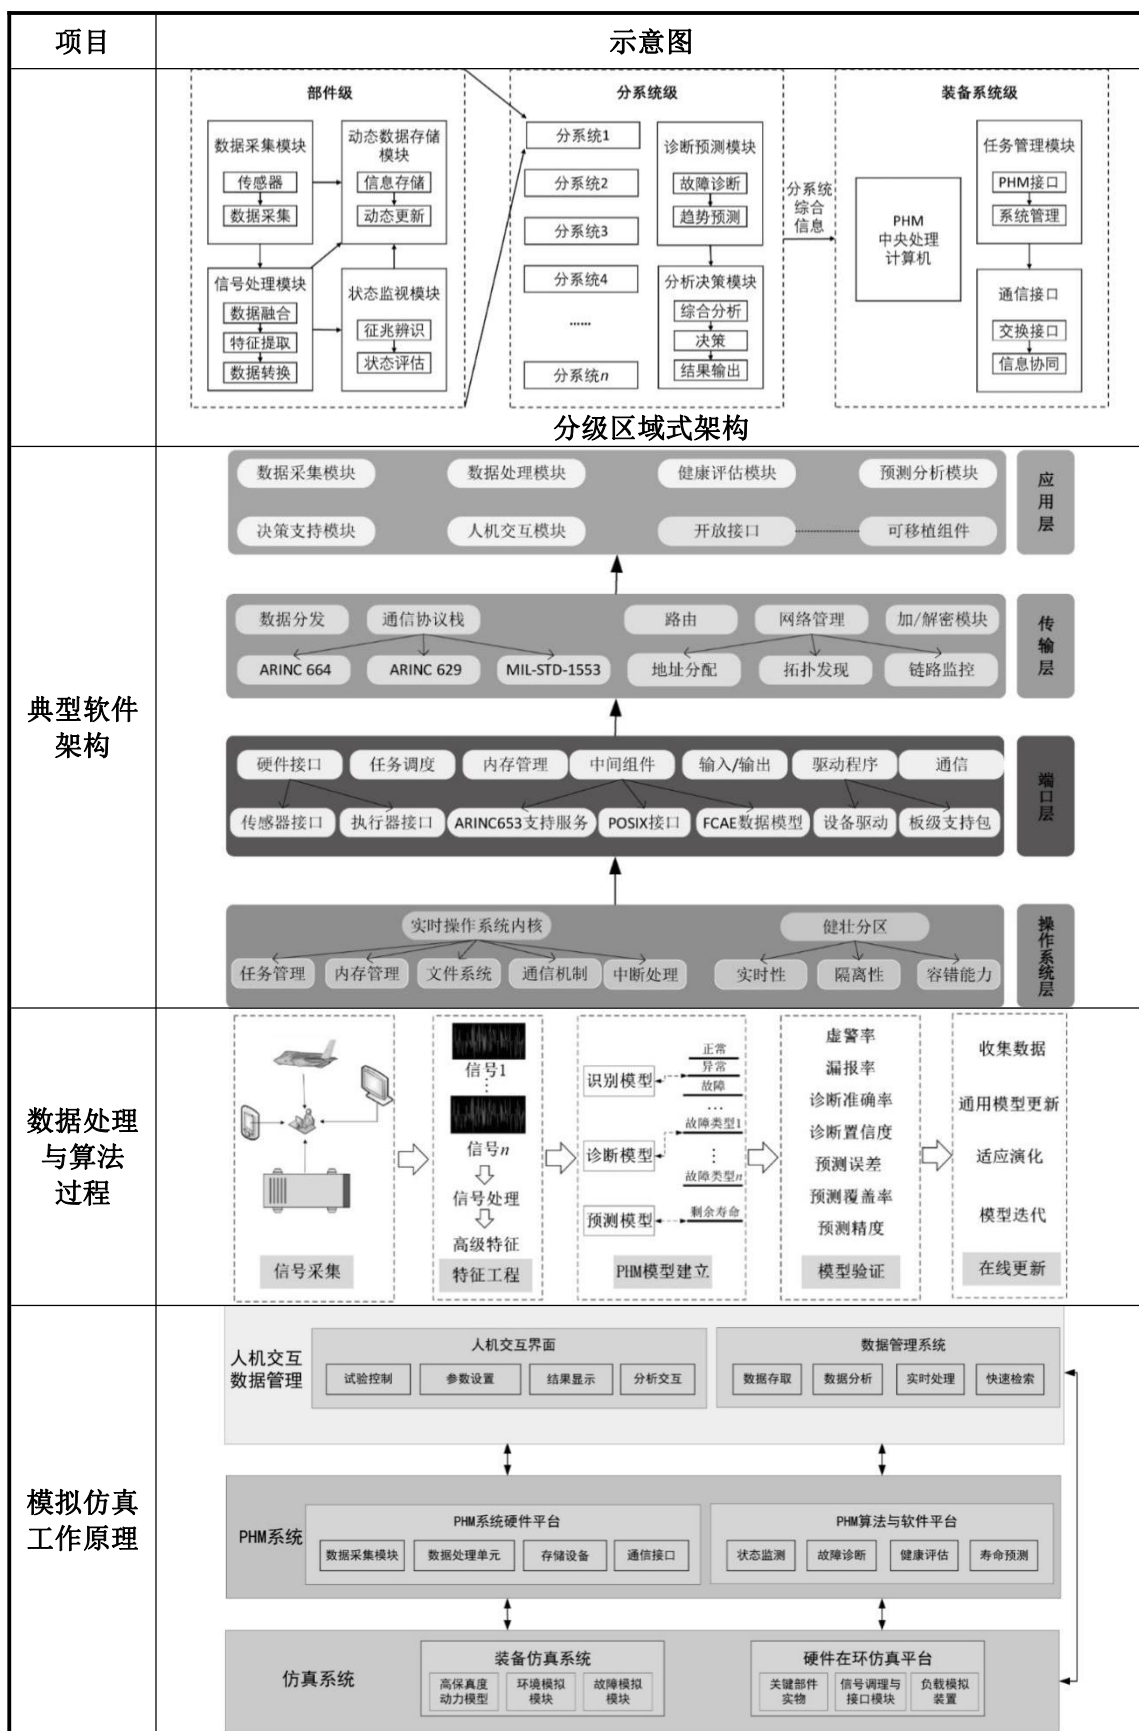 项目
示意图
部件级
数据采集模块
传感器
数据采集
动态数据存储
模块
信息存储
动态更新
信号处理模块
数据融合
特征提取
数据转换
状态监视模块
征兆辨识
状态评估
分系统级
分系统1
分系统2
分系统3
分系统4
……
分系统n
诊断预测模块
故障诊断
趋势预测
分析决策模块
综合分析
决策
结果输出
分系统
综合
信息
装备系统级
PHM
中央处理
计算机
任务管理模块
PHM接口
系统管理
通信接口
交换接口
信息协同
分级区域式架构
典型软件
架构
数据采集模块
数据处理模块
健康评估模块
预测分析模块
决策支持模块
人机交互模块
开放接口
可移植组件
应用层
数据分发
通信协议栈
路由
网络管理
加/解密模块
ARINC 664
ARINC 629
MIL-STD-1553
地址分配
拓扑发现
链路监控
传输层
硬件接口
任务调度
内存管理
中间组件
输入/输出
驱动程序
通信
传感器接口
执行器接口
ARINC653支持服务
POSIX接口
FCAE数据模型
设备驱动
板级支持包
端口层
实时操作系统内核
健壮分区
任务管理
内存管理
文件系统
通信机制
中断处理
实时性
隔离性
容错能力
操作系统层
数据处理
与算法
过程
信号采集
信号1
⋮
信号n
信号处理
高级特征
特征工程
识别模型
正常
异常
故障
…
诊断模型
故障类型1
⋮
故障类型n
预测模型
剩余寿命
PHM模型建立
虚警率
漏报率
诊断准确率
诊断置信度
预测误差
预测覆盖率
预测精度
模型验证
收集数据
通用模型更新
适应演化
模型迭代
在线更新
模拟仿真
工作原理
人机交互
数据管理
人机交互界面
试验控制
参数设置
结果显示
分析交互
数据管理系统
数据存取
数据分析
实时处理
快速检索
PHM系统
PHM系统硬件平台
数据采集模块
数据处理单元
存储设备
通信接口
PHM算法与软件平台
状态监测
故障诊断
健康评估
寿命预测
仿真系统
装备仿真系统
高保真度
动力模型
环境模拟
模块
故障模拟
模块
硬件在环仿真平台
关键部件
实物
信号调理与
接口模块
负载模拟
装置